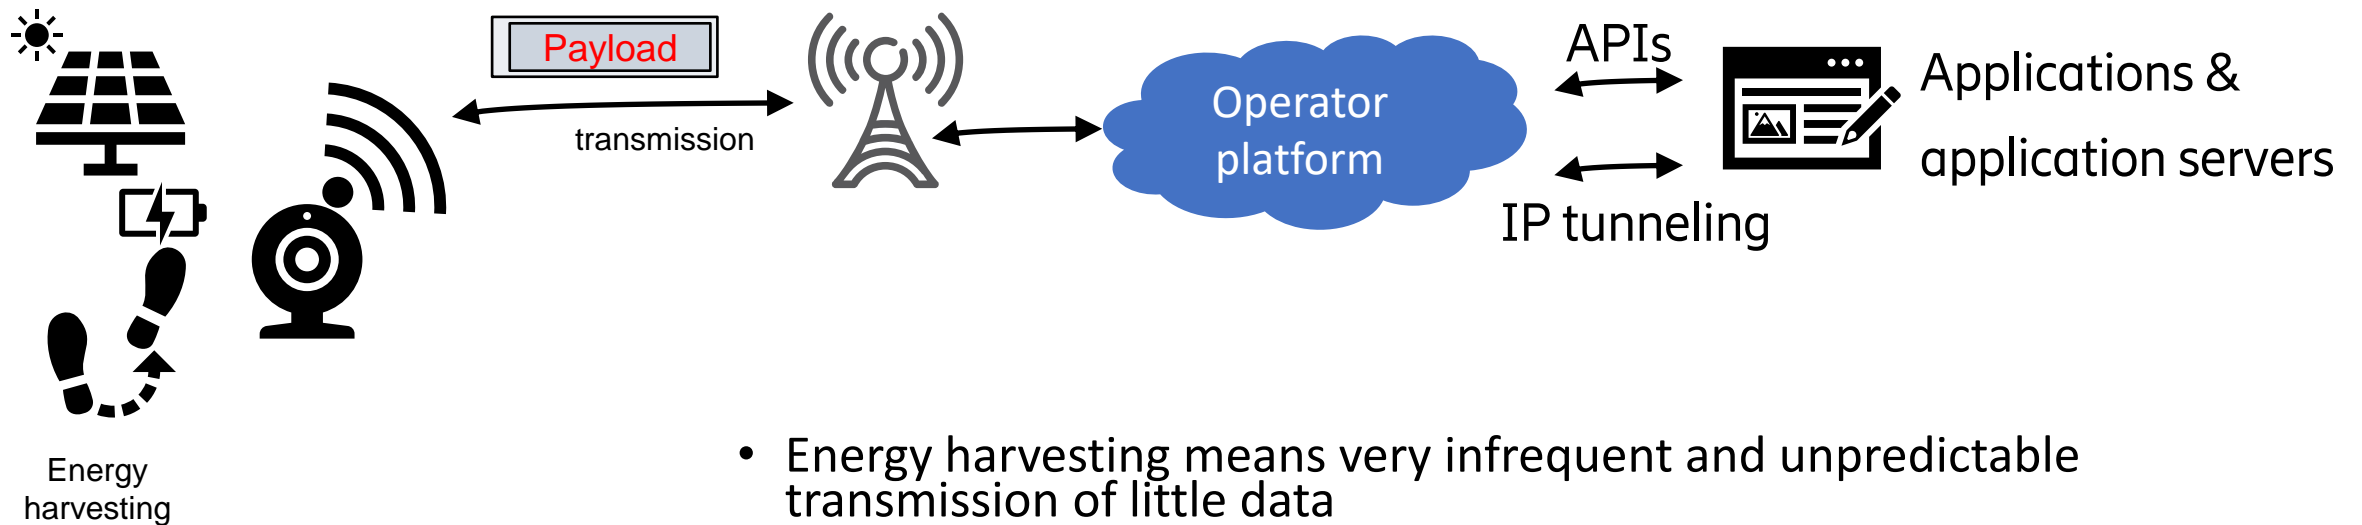 Payload
transmission
Operator
platform
APIs
IP tunneling
Applications &
application servers
Energy
harvesting
• Energy harvesting means very infrequent and unpredictable
transmission of little data